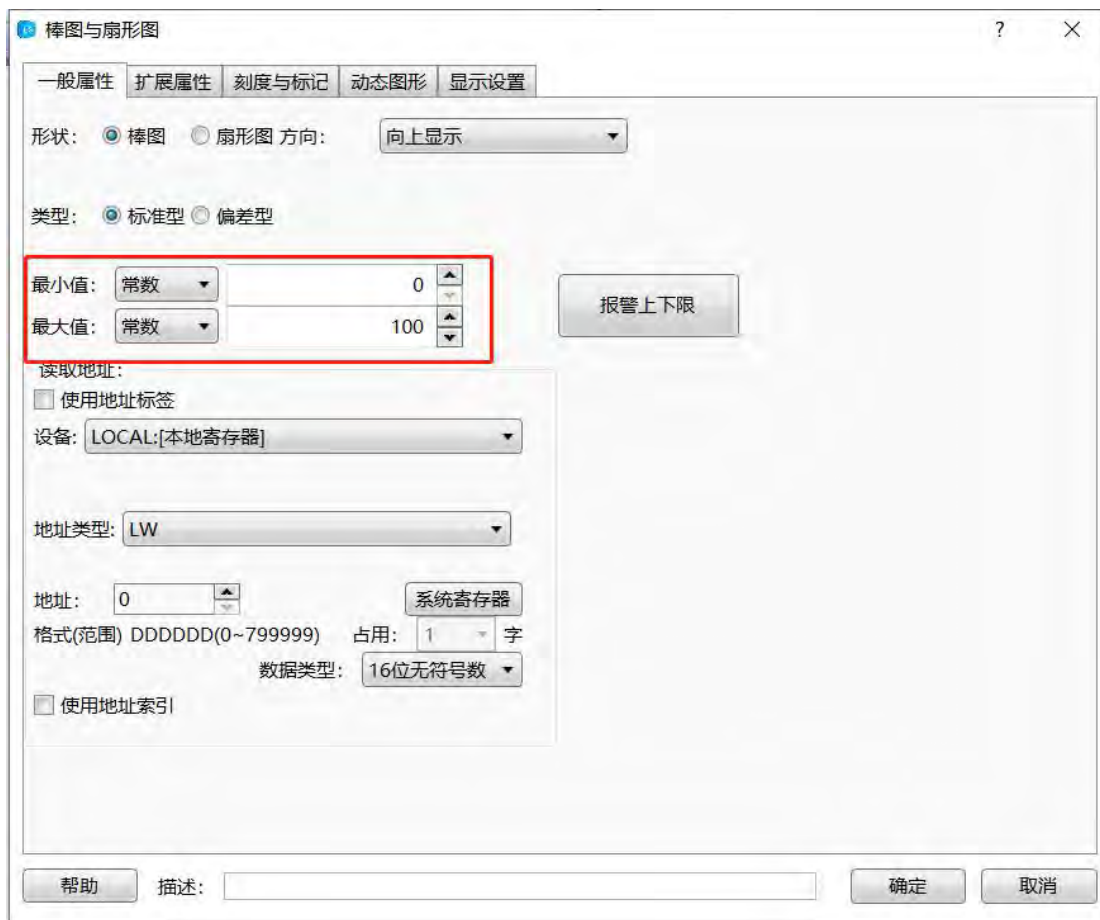 棒图与扇形图 ? ×
一般属性 扩展属性 刻度与标记 动态图形 显示设置
形状: 棒图 扇形图 方向: 向上显示
类型: 标准型 偏差型
最小值: 常数 0
最大值: 常数 100
报警上下限
读取地址:
使用地址标签
设备: LOCAL:[本地寄存器]
地址类型: LW
地址: 0 系统寄存器
格式(范围) DDDDDD(0~799999) 占用: 1 字
数据类型: 16位无符号数
使用地址索引
帮助 描述: 确定 取消